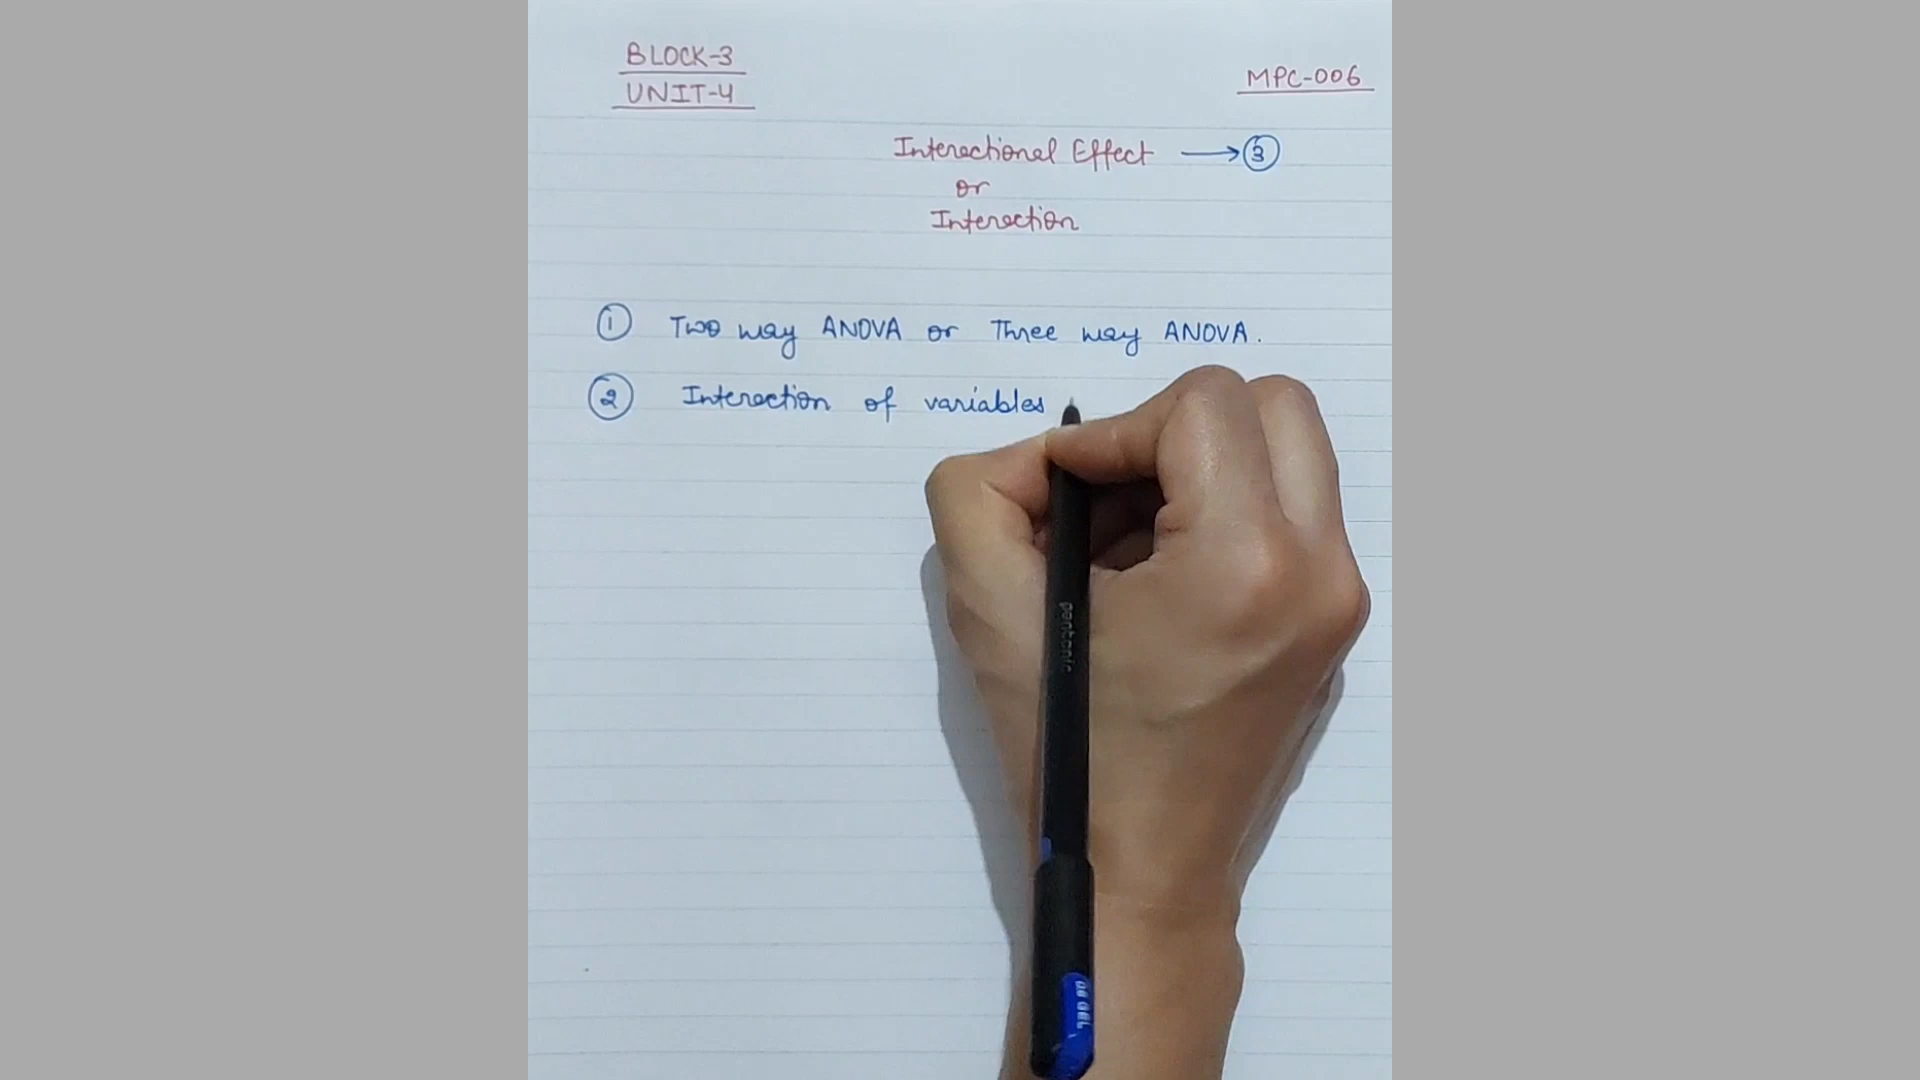 BLOCK-3
UNIT-4
MPC-006
Interactional Effect → ③
or
Interaction
① Two way ANOVA or Three way ANOVA.
② Interaction of variables
pentonic